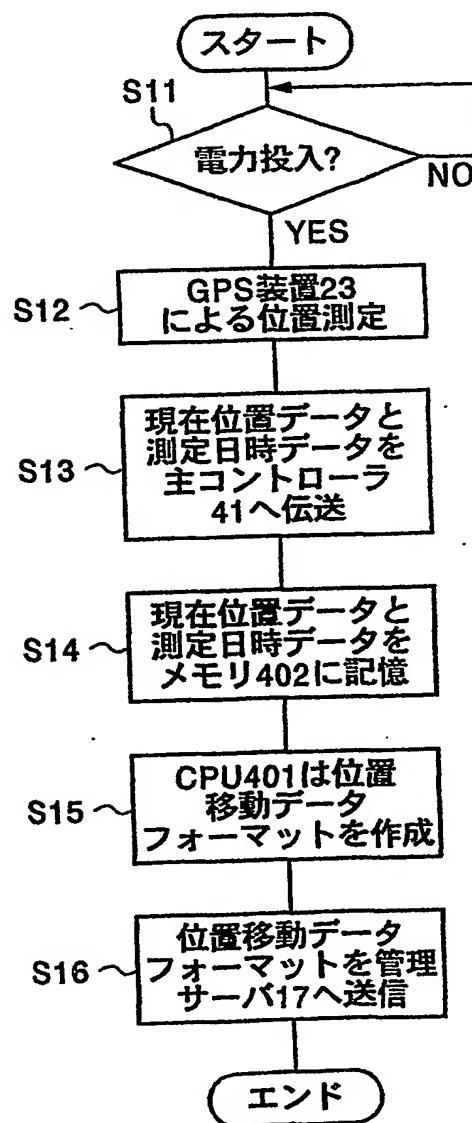 スタート
S11
電力投入?
NO
YES
S12
GPS装置23
による位置測定
S13
現在位置データと
測定日時データを
主コントローラ
41へ伝送
S14
現在位置データと
測定日時データを
メモリ402に記憶
S15
CPU401は位置
移動データ
フォーマットを作成
S16
位置移動データ
フォーマットを管理
サーバ17へ送信
エンド